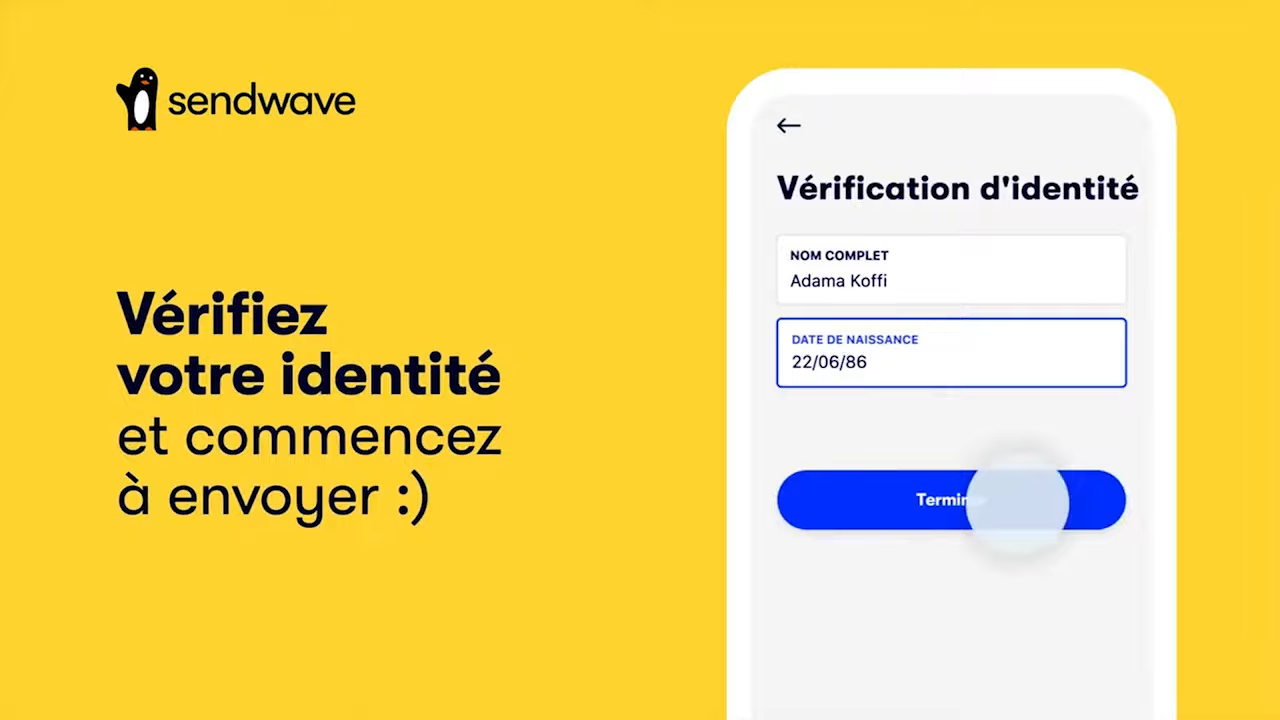 sendwave
Vérifiez
votre identité
et commencez
à envoyer :)
Vérification d'identité
NOM COMPLET
Adama Koffi
DATE DE NAISSANCE
22/06/86